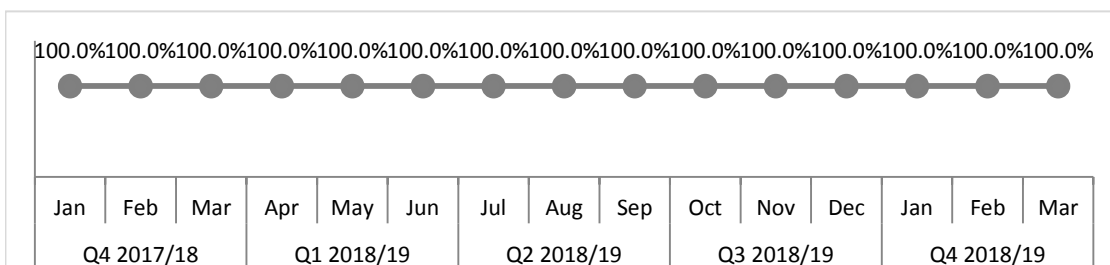 100.0% 100.0% 100.0% 100.0% 100.0% 100.0% 100.0% 100.0% 100.0% 100.0% 100.0% 100.0% 100.0% 100.0% 100.0%
Jan Feb Mar Apr May Jun Jul Aug Sep Oct Nov Dec Jan Feb Mar
Q4 2017/18 Q1 2018/19 Q2 2018/19 Q3 2018/19 Q4 2018/19